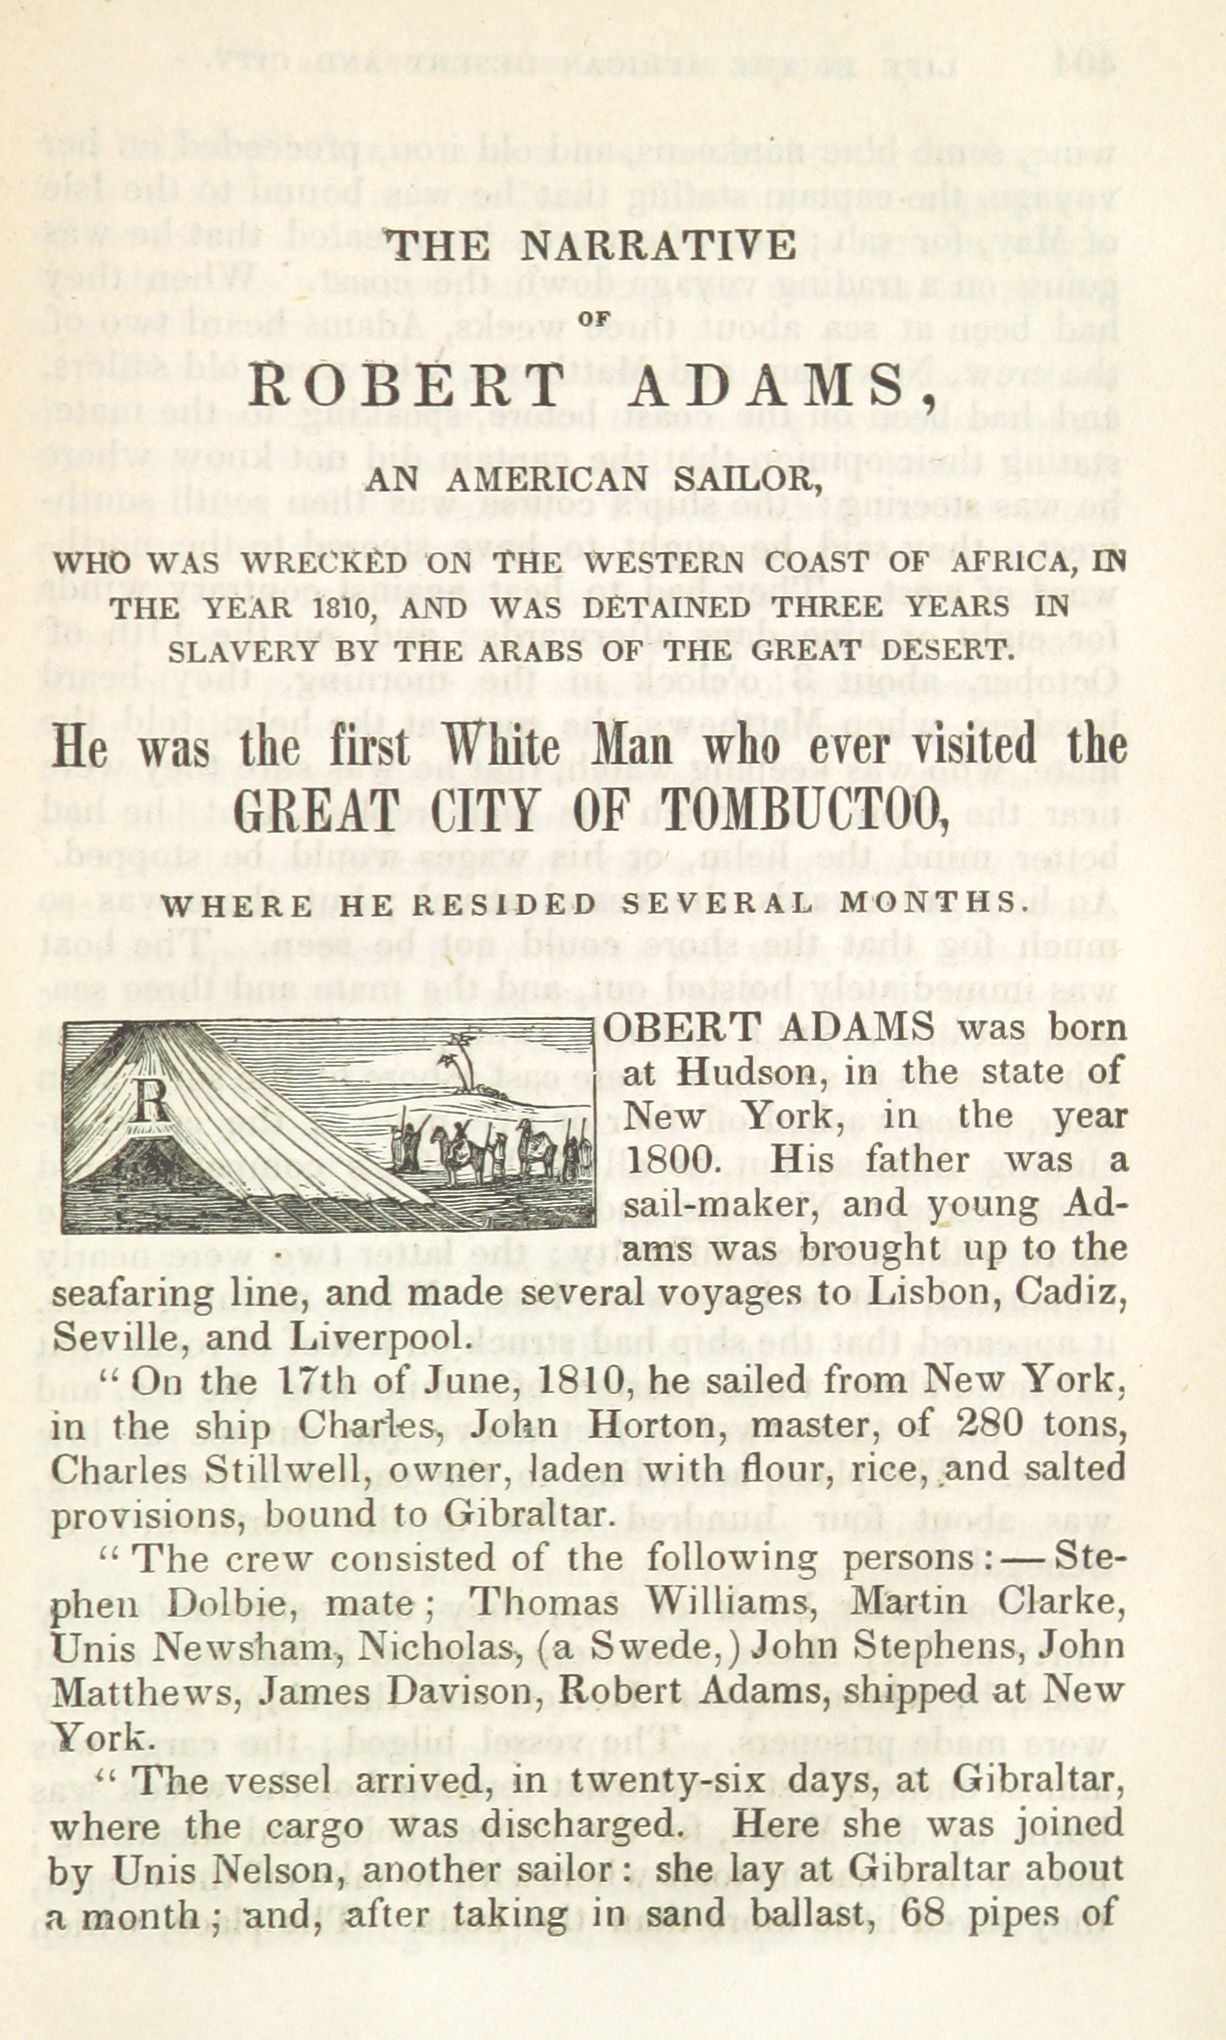 THE NARRATIVE
OF
ROBERT ADAMS,
AN AMERICAN SAILOR,
WHO WAS WRECKED ON THE WESTERN COAST OF AFRICA, IN
THE YEAR 1810, AND WAS DETAINED THREE YEARS IN
SLAVERY BY THE ARABS OF THE GREAT DESERT.
He was the first White Man who ever visited the
GREAT CITY OF TOMBUCTOO,
WHERE HE RESIDED SEVERAL MONTHS.
ROBERT ADAMS was born
at Hudson, in the state of
New York, in the year
1800. His father was a
sail-maker, and young Ad-
ams was brought up to the
seafaring line, and made several voyages to Lisbon, Cadiz,
Seville, and Liverpool.
“On the 17th of June, 1810, he sailed from New York,
in the ship Charles, John Horton, master, of 280 tons,
Charles Stillwell, owner, laden with flour, rice, and salted
provisions, bound to Gibraltar.
“The crew consisted of the following persons:—Ste-
phen Dolbie, mate; Thomas Williams, Martin Clarke,
Unis Newsham, Nicholas, (a Swede,) John Stephens, John
Matthews, James Davison, Robert Adams, shipped at New
York.
“The vessel arrived, in twenty-six days, at Gibraltar,
where the cargo was discharged. Here she was joined
by Unis Nelson, another sailor: she lay at Gibraltar about
a month; and, after taking in sand ballast, 68 pipes of